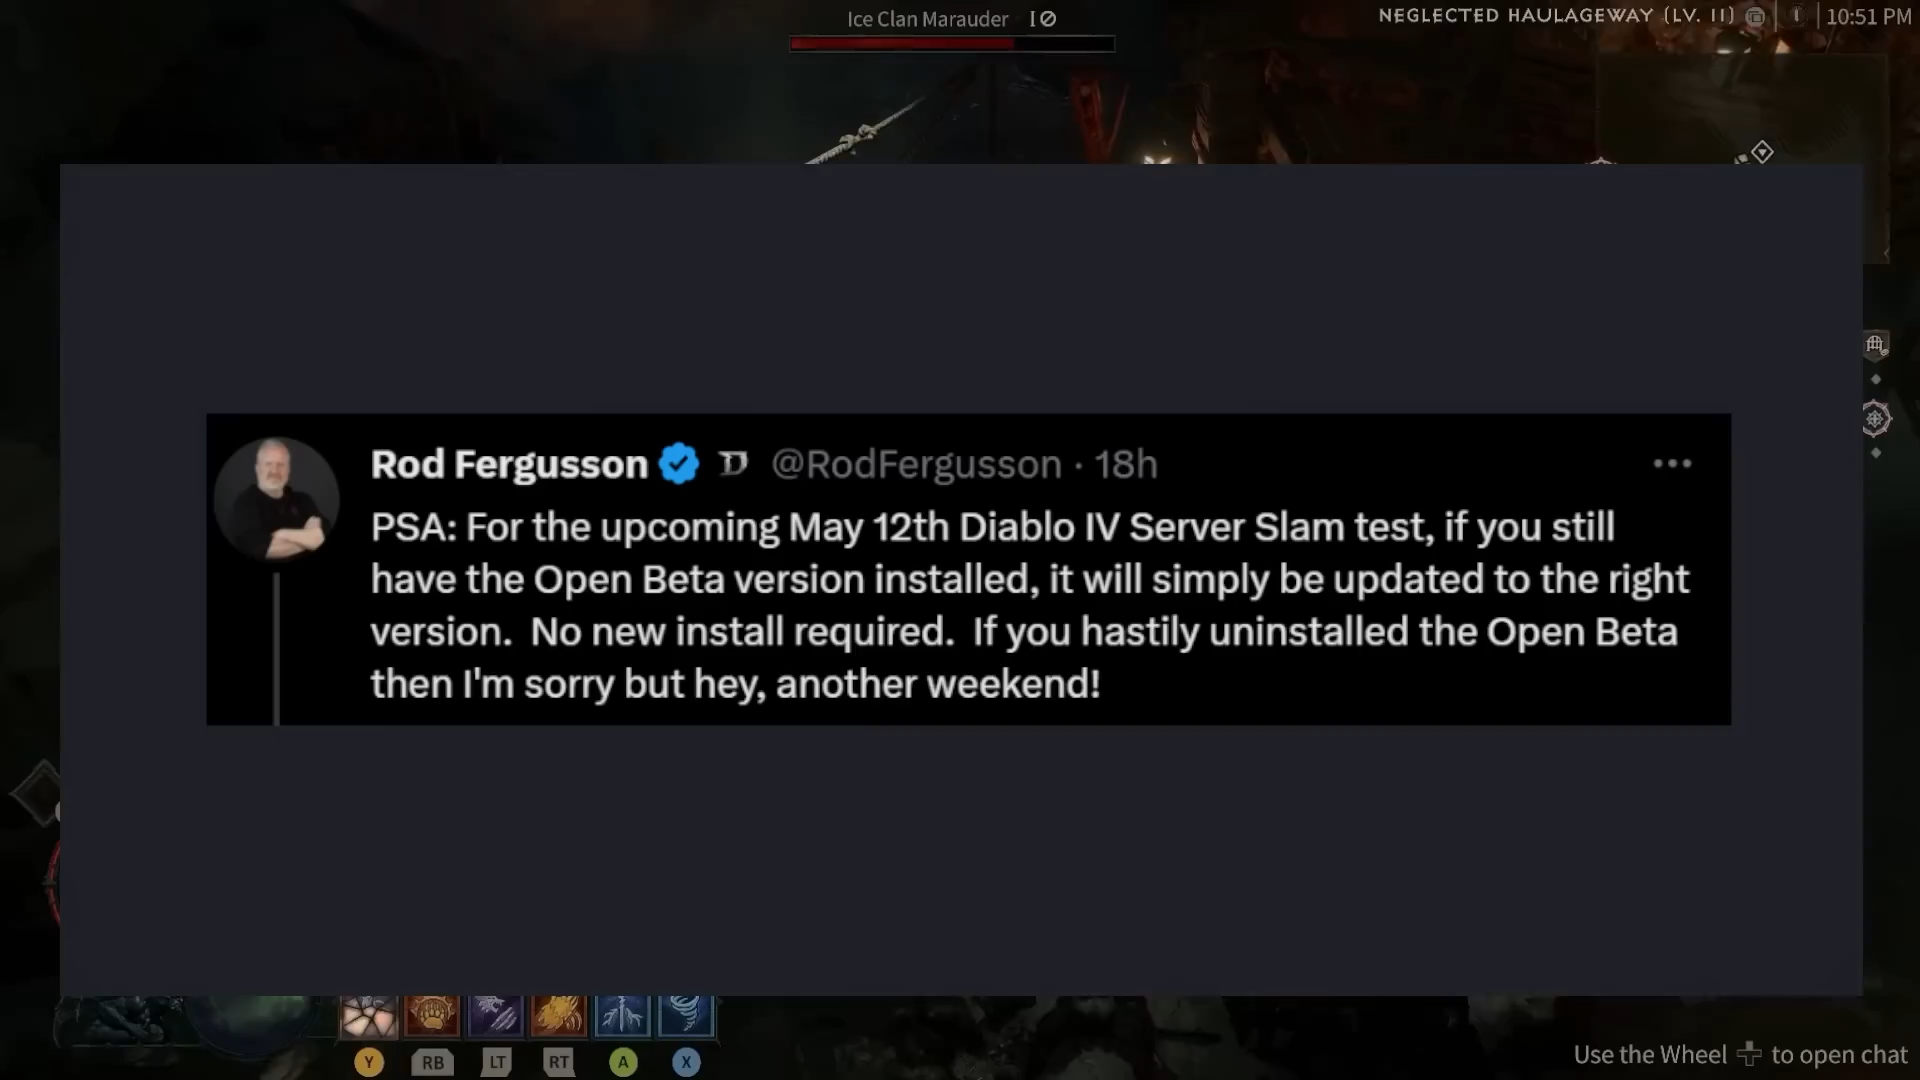 Ice Clan Marauder 10
NEGLECTED HAULAGEWAY (LV. 11)
10:51 PM
Rod Fergusson @RodFergusson · 18h
PSA: For the upcoming May 12th Diablo IV Server Slam test, if you still
have the Open Beta version installed, it will simply be updated to the right
version. No new install required. If you hastily uninstalled the Open Beta
then I'm sorry but hey, another weekend!
Y RB LT RT A X
Use the Wheel to open chat